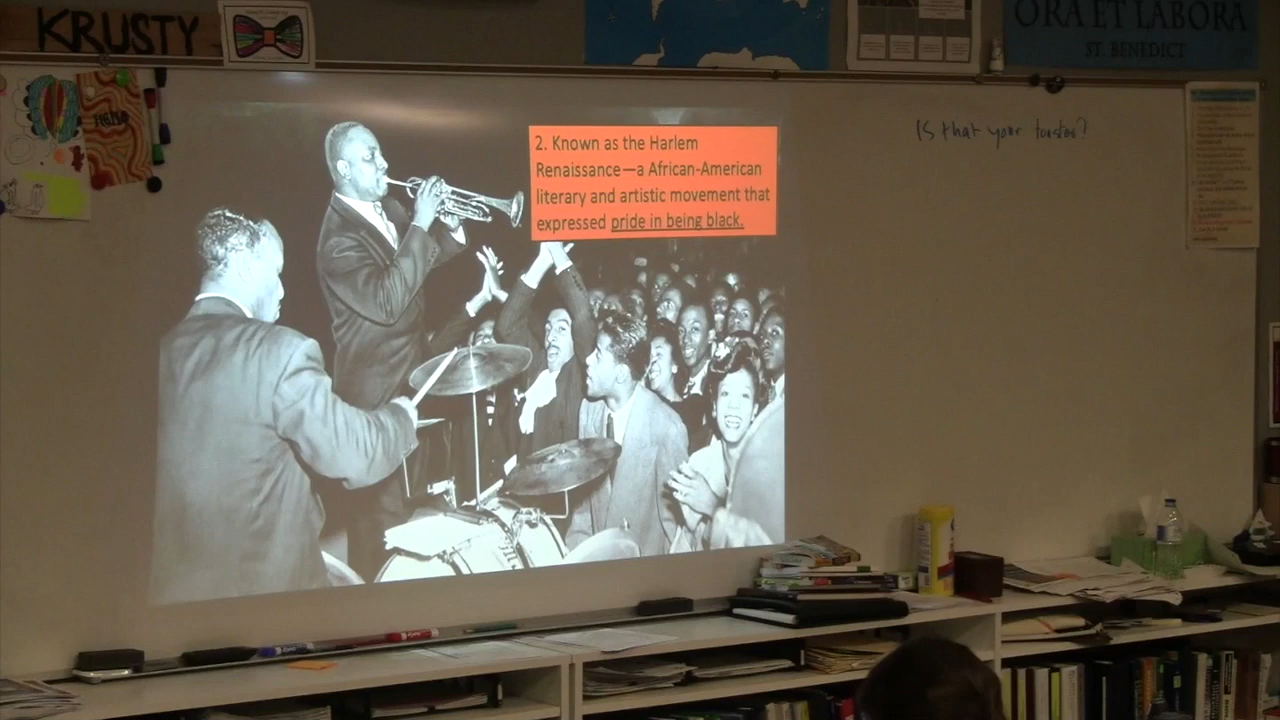 KRUSTY
ORA ET LABORA
ST. BENEDICT
2. Known as the Harlem
Renaissance—a African-American
literary and artistic movement that
expressed pride in being black.
Is that your